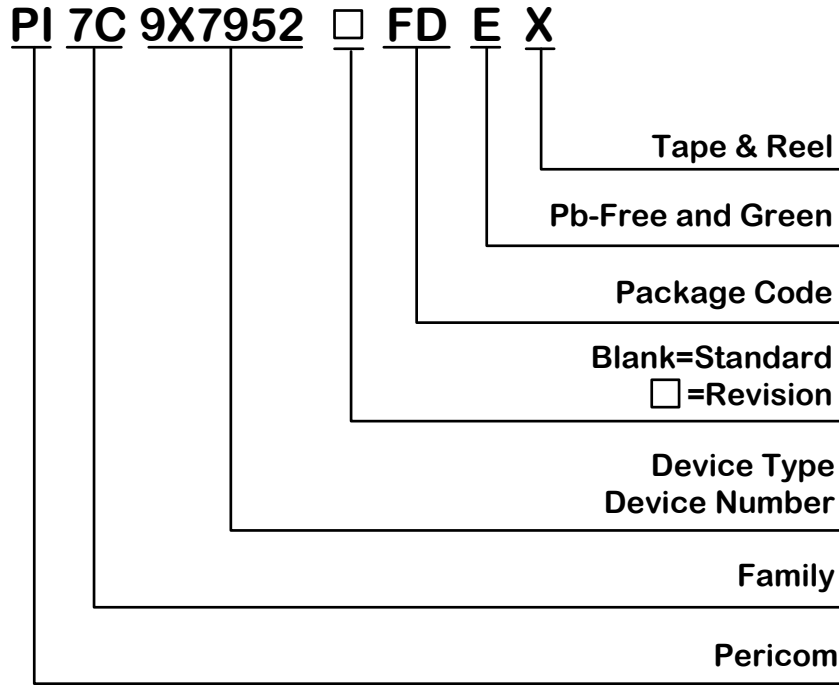 PI 7C 9X7952 □ FD E X
Tape & Reel
Pb-Free and Green
Package Code
Blank=Standard
□=Revision
Device Type
Device Number
Family
Pericom